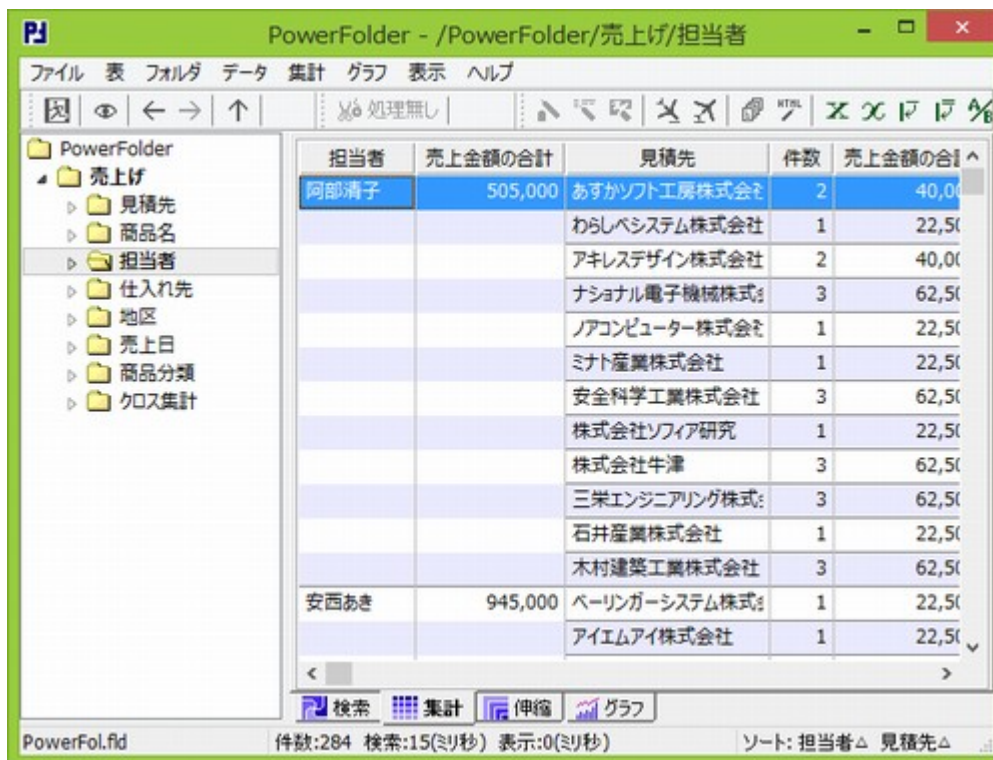 PowerFolder - /PowerFolder/売上げ/担当者
ファイル 表 フォルダ データ 集計 グラフ 表示 ヘルプ
処理無し HTML A/B
PowerFolder
売上げ
見積先
商品名
担当者
仕入れ先
地区
売上日
商品分類
クロス集計
担当者 売上金額の合計 見積先 件数 売上金額の合計
阿部清子 505,000 あすかソフト工房株式会社 2 40,00
わらしべシステム株式会社 1 22,50
アキレスデザイン株式会社 2 40,00
ナショナル電子機械株式 3 62,50
ノアコンピューター株式会社 1 22,50
ミナト産業株式会社 1 22,50
安全科学工業株式会社 3 62,50
株式会社ソフィア研究 1 22,50
株式会社牛津 3 62,50
三栄エンジニアリング株式 3 62,50
石井産業株式会社 1 22,50
木村建築工業株式会社 3 62,50
安西あき 945,000 ベーリンガーシステム株式 1 22,50
アイエムアイ株式会社 1 22,50
検索 集計 伸縮 グラフ
PowerFol.fld 件数:284 検索:15(ミリ秒) 表示:0(ミリ秒) ソート: 担当者△ 見積先△